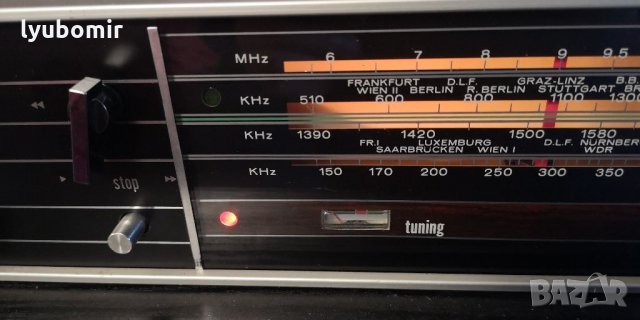 lyubomir
MHz 6 7 8 9 9.5
FRANKFURT D.L.F. GRAZ-LINZ B.B.
WIEN II BERLIN R. BERLIN STUTTGART BR
KHz 510 600 800 1100 1300
KHz 1390 1420 1500 1580
FR.I LUXEMBURG D.L.F. NÜRNBER
SAARBRÜCKEN WIEN I WDR
KHz 150 170 200 250 300 350
stop
tuning
BAZAR